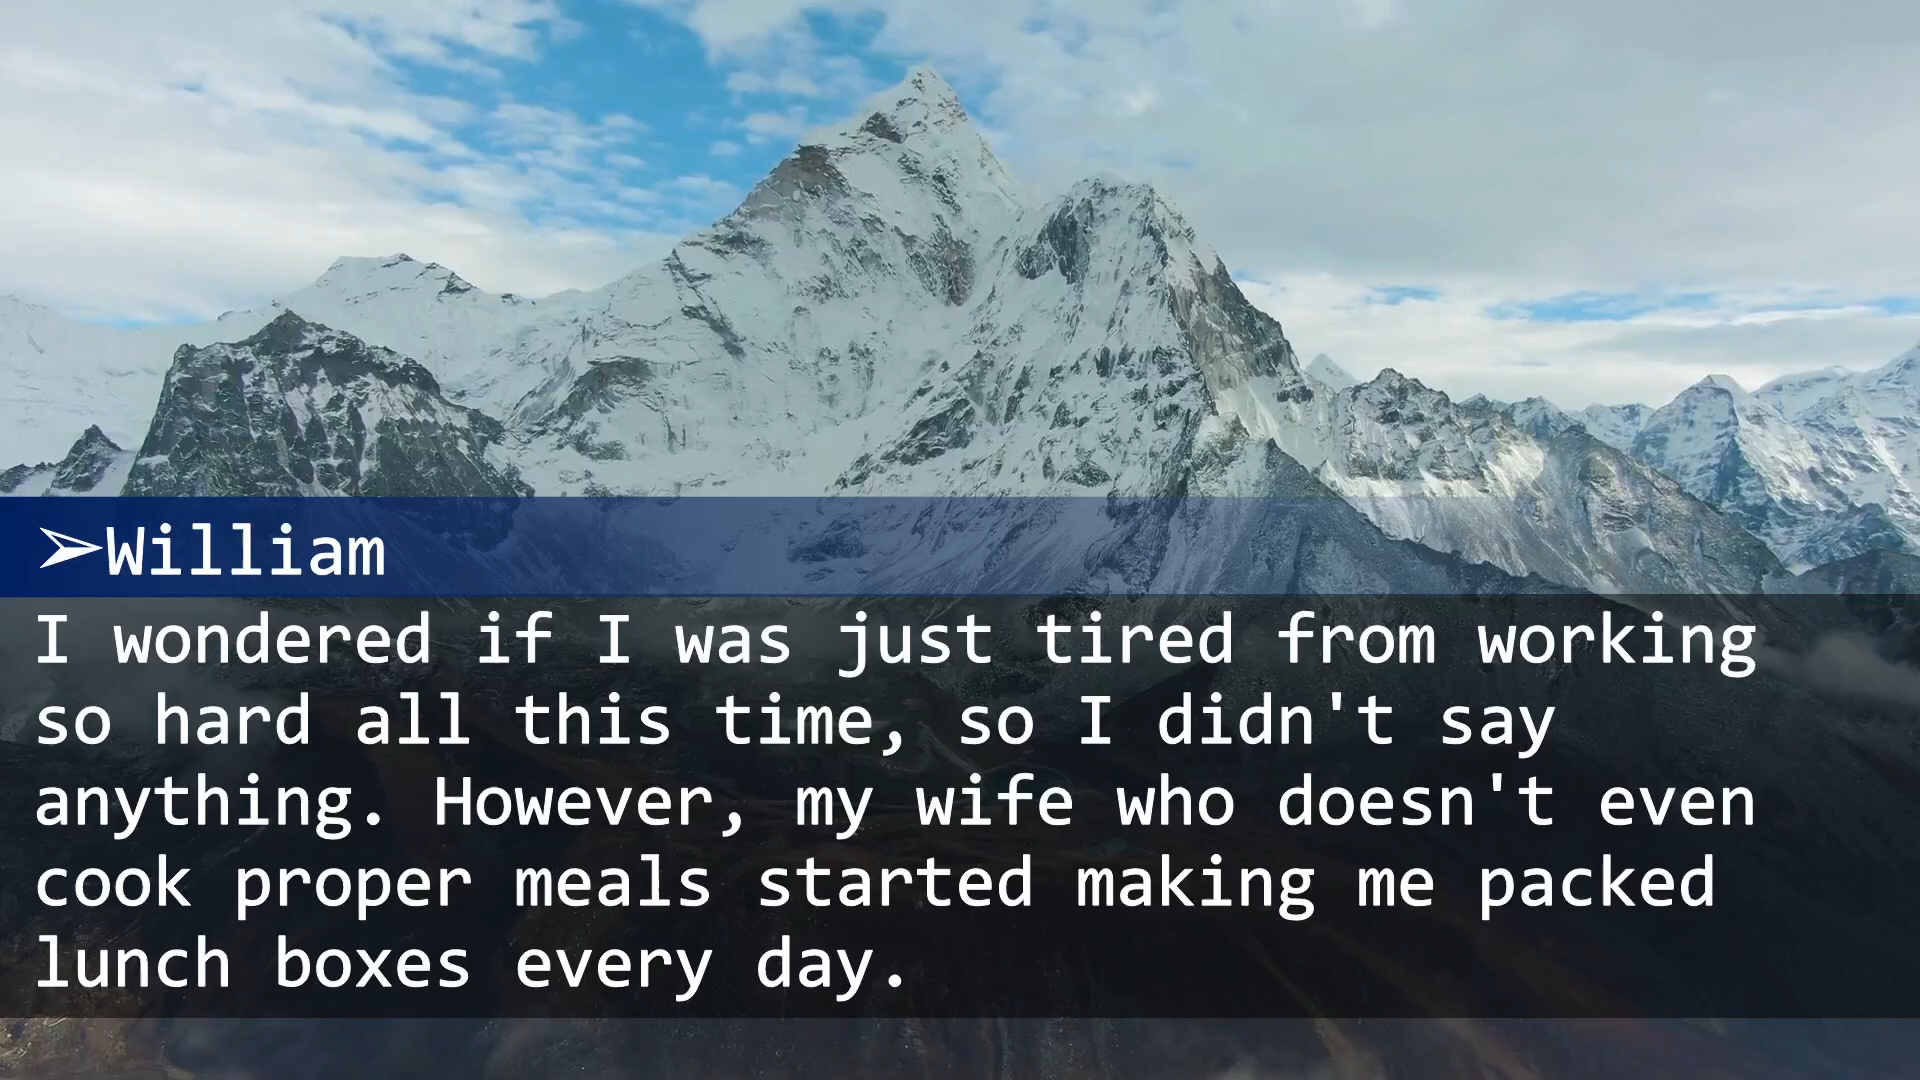 ➢William
I wondered if I was just tired from working
so hard all this time, so I didn't say
anything. However, my wife who doesn't even
cook proper meals started making me packed
lunch boxes every day.